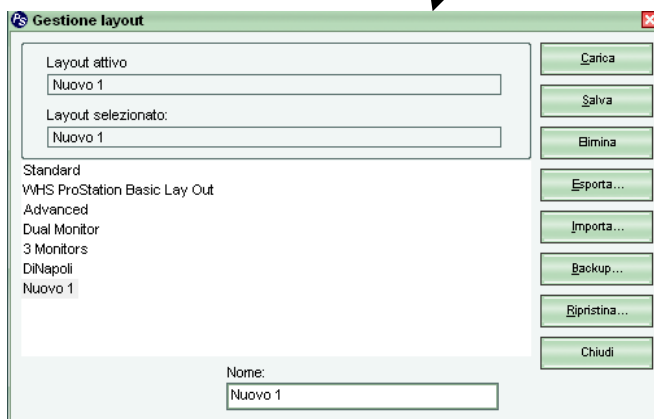 PS Gestione layout
Layout attivo
Nuovo 1
Layout selezionato:
Nuovo 1
Standard
WHS ProStation Basic Lay Out
Advanced
Dual Monitor
3 Monitors
DiNapoli
Nuovo 1
Nome:
Nuovo 1
Carica
Salva
Elimina
Esporta...
Importa...
Backup...
Ripristina...
Chiudi